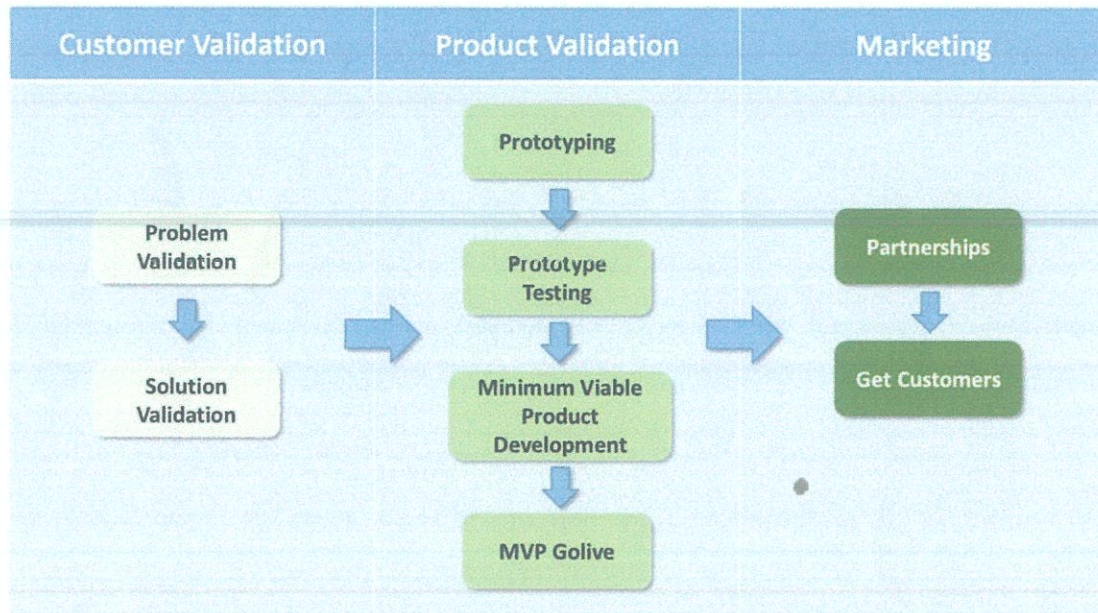 Customer Validation
Product Validation
Marketing
Problem
Validation
Solution
Validation
Prototyping
Prototype
Testing
Minimum Viable
Product
Development
MVP Golive
Partnerships
Get Customers